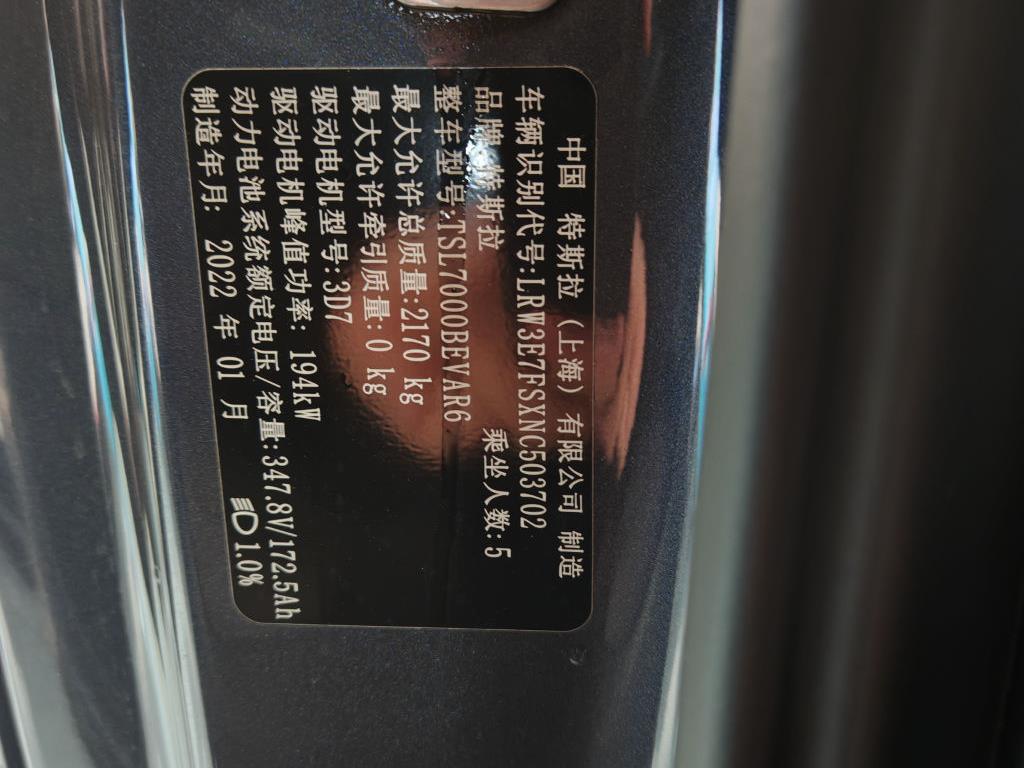 中国 特斯拉（上海）有限公司 制造
车辆识别代号:LRW3E7FSXNC503702
品牌:特斯拉 乘坐人数:5
整车型号:TSL7000BEVAR6
最大允许总质量:2170 kg
最大允许牵引质量:0 kg
驱动电机型号:3D7
驱动电机峰值功率: 194kW
动力电池系统额定电压/容量:347.8V/172.5Ah
制造年月: 2022 年 01 月 1.0%